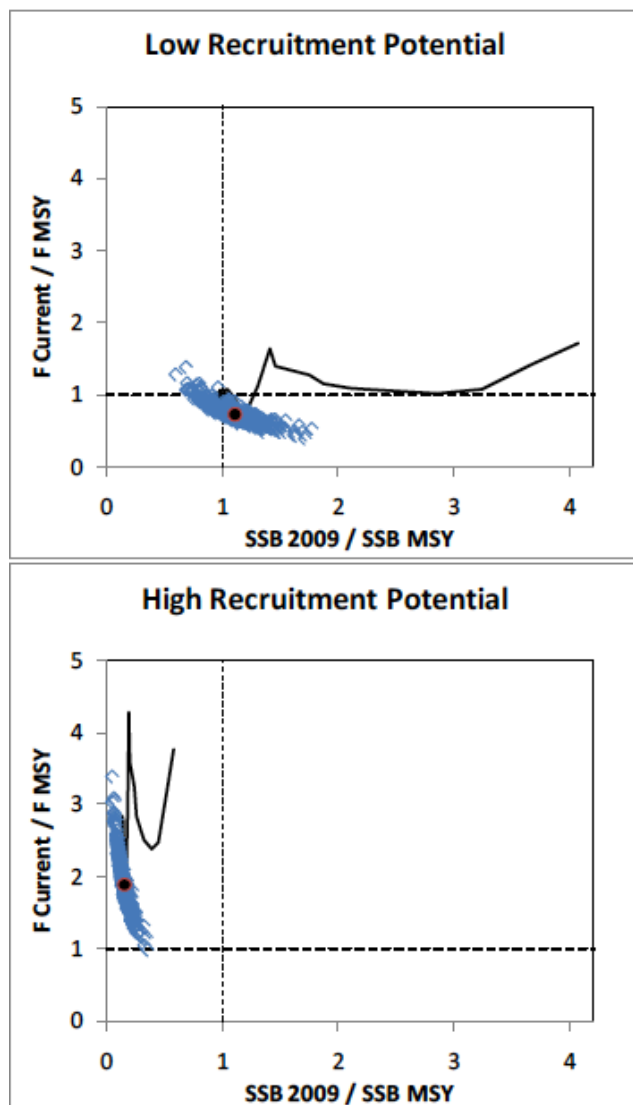 Low Recruitment Potential
5
4
3
2
1
0
F Current / F MSY
0 1 2 3 4
SSB 2009 / SSB MSY
High Recruitment Potential
5
4
3
2
1
0
F Current / F MSY
0 1 2 3 4
SSB 2009 / SSB MSY